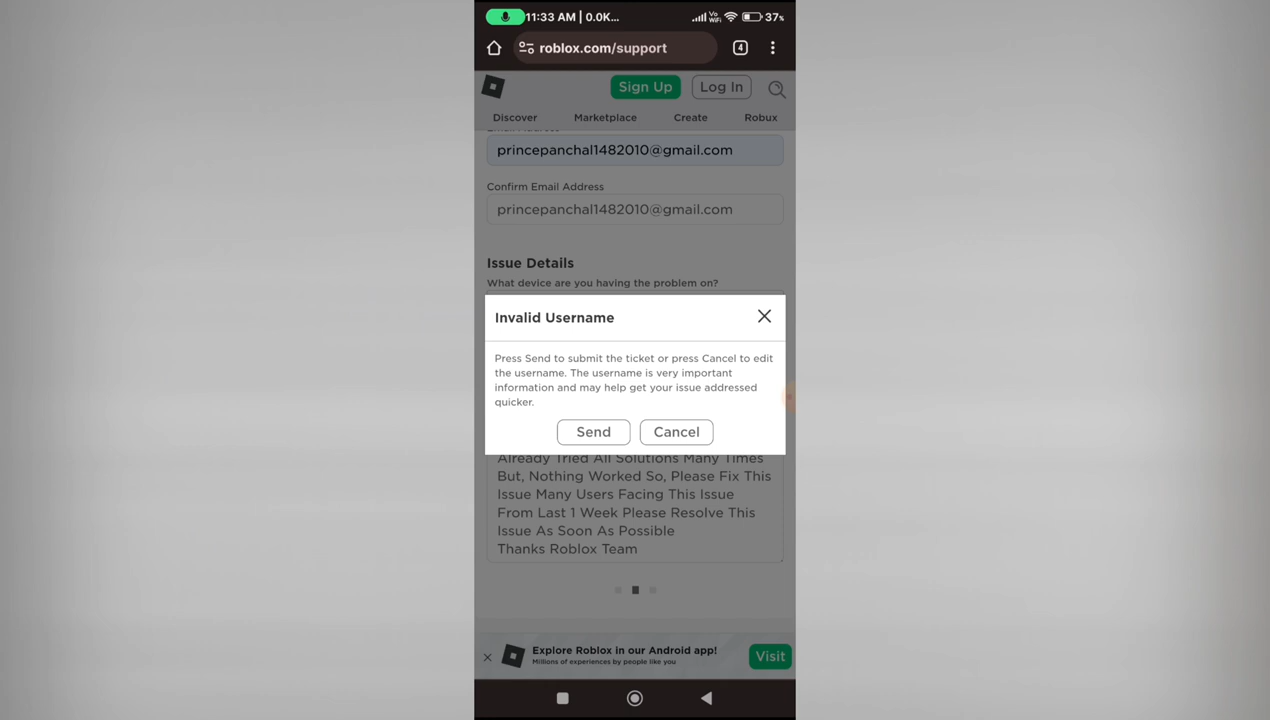 11:33 AM | 0.0K...
Vo
WiFi
37%
roblox.com/support
4
Sign Up
Log In
Discover
Marketplace
Create
Robux
Email Address
princepanchal1482010@gmail.com
Confirm Email Address
princepanchal1482010@gmail.com
Issue Details
What device are you having the problem on?
Invalid Username
Press Send to submit the ticket or press Cancel to edit
the username. The username is very important
information and may help get your issue addressed
quicker.
Send
Cancel
Already Tried All Solutions Many Times
But, Nothing Worked So, Please Fix This
Issue Many Users Facing This Issue
From Last 1 Week Please Resolve This
Issue As Soon As Possible
Thanks Roblox Team
Explore Roblox in our Android app!
Millions of experiences by people like you
Visit